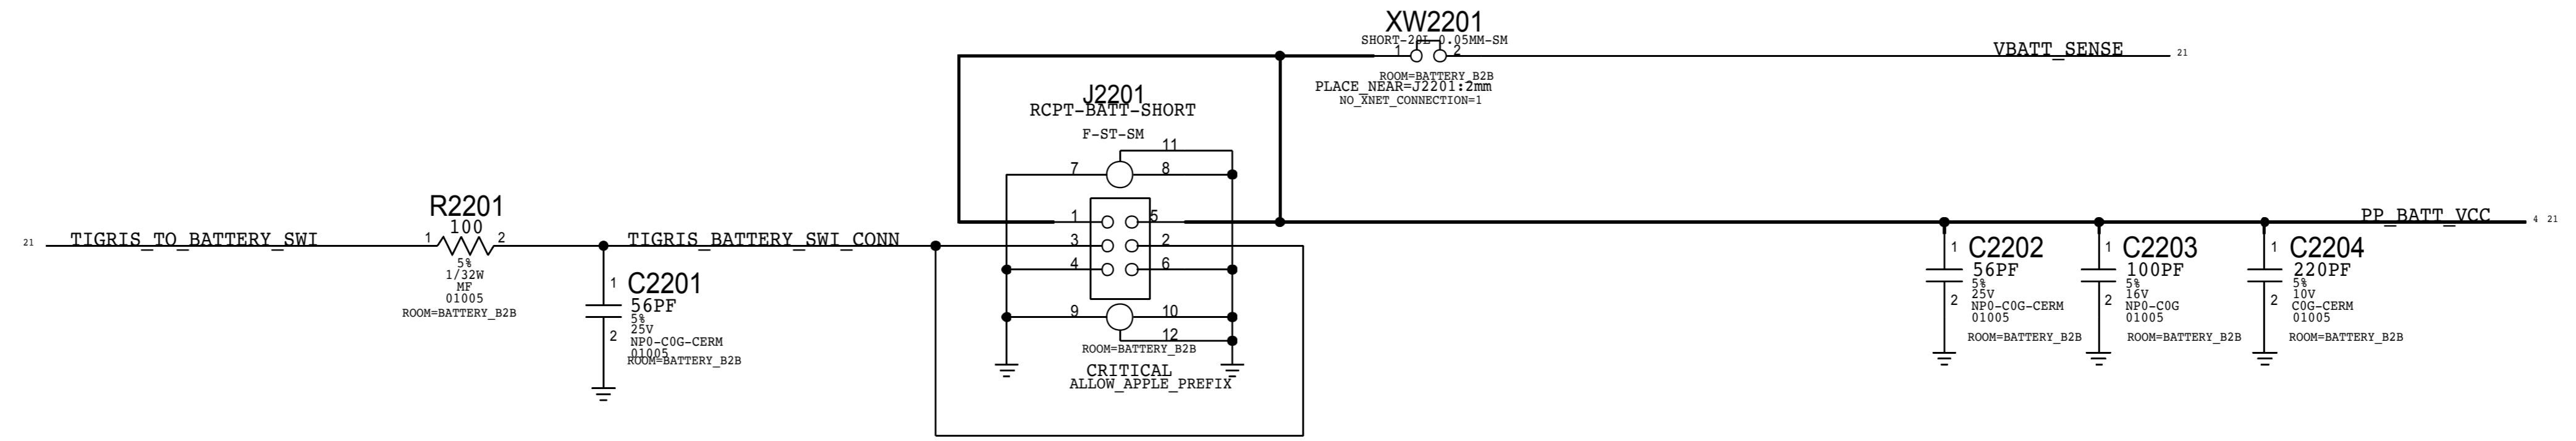 XW2201
SHORT-20L-0.05MM-SM
1
2
VBATT_SENSE
21
ROOM=BATTERY_B2B
PLACE_NEAR=J2201:2mm
NO_XNET_CONNECTION=1
J2201
RCPT-BATT-SHORT
F-ST-SM
11
7
8
1
5
3
2
4
6
9
10
12
ROOM=BATTERY_B2B
CRITICAL
ALLOW_APPLE_PREFIX
21
TIGRIS_TO_BATTERY_SWI
R2201
100
1
2
5%
1/32W
MF
01005
ROOM=BATTERY_B2B
TIGRIS_BATTERY_SWI_CONN
1
C2201
56PF
5%
25V
2
NP0-C0G-CERM
01005
ROOM=BATTERY_B2B
PP_BATT_VCC
4 21
1
C2202
56PF
5%
25V
2
NP0-C0G-CERM
01005
ROOM=BATTERY_B2B
1
C2203
100PF
5%
16V
2
NP0-C0G
01005
ROOM=BATTERY_B2B
1
C2204
220PF
5%
10V
2
C0G-CERM
01005
ROOM=BATTERY_B2B